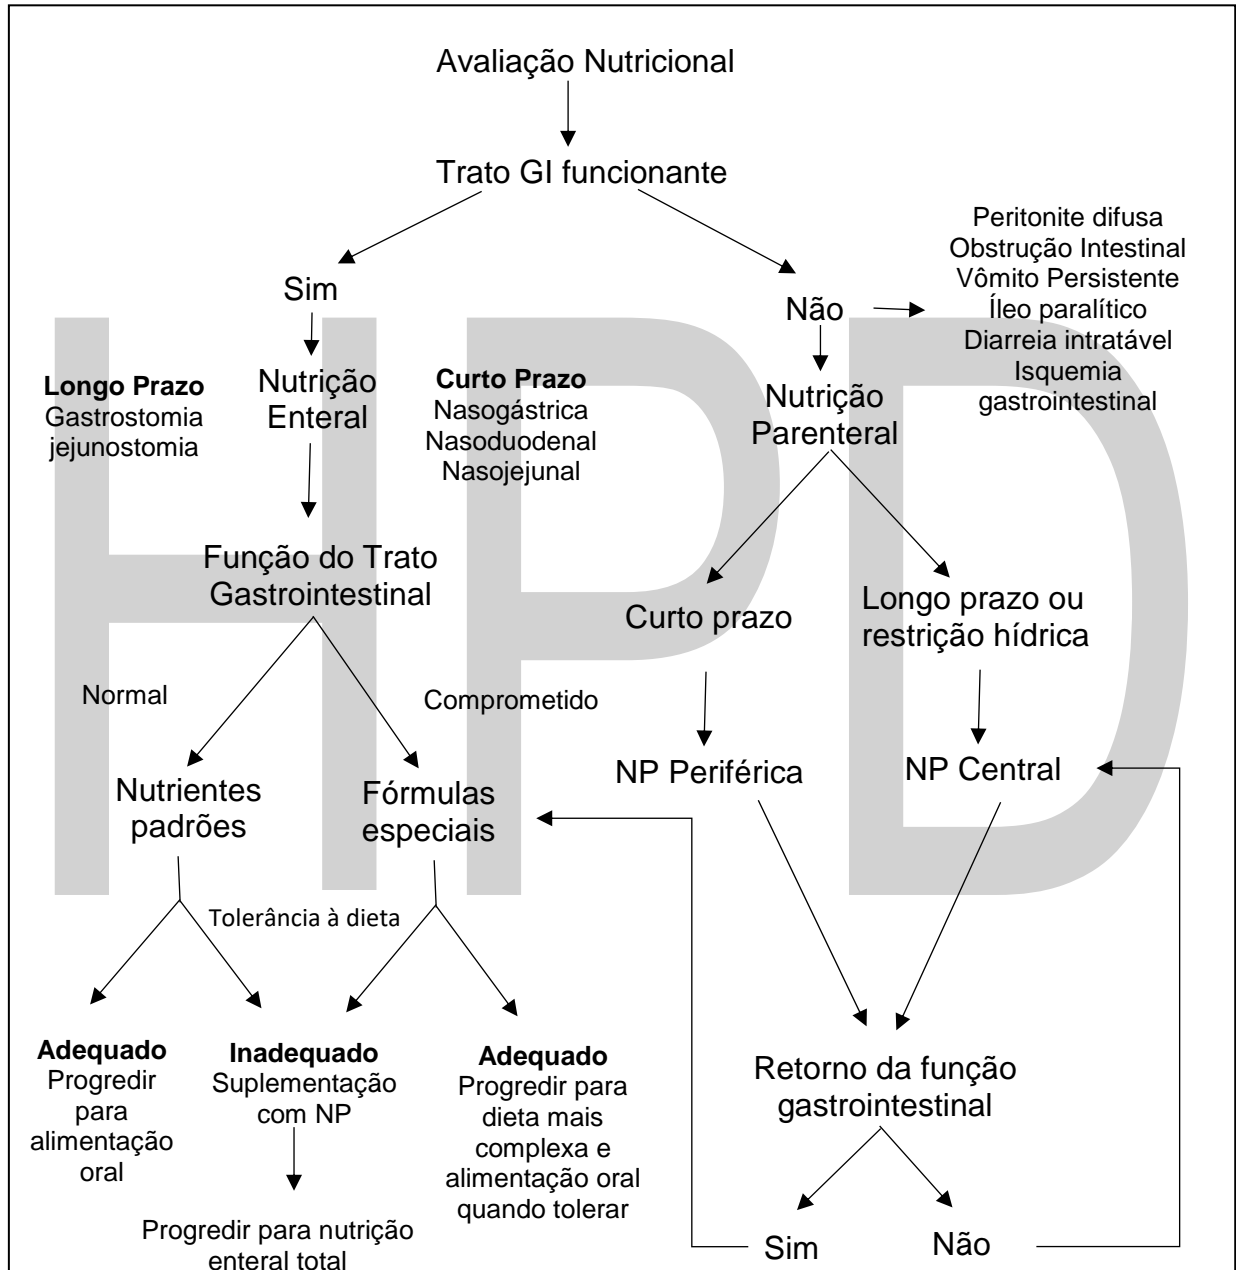 Avaliação Nutricional
Trato GI funcionante
Peritonite difusa
Obstrução Intestinal
Vômito Persistente
Íleo paralítico
Diarreia intratável
Isquemia
gastrointestinal
Sim
Não
Longo Prazo
Gastrostomia
jejunostomia
Nutrição
Enteral
Curto Prazo
Nasogástrica
Nasoduodenal
Nasojejunal
Nutrição
Parenteral
Função do Trato
Gastrointestinal
Curto prazo
Longo prazo ou
restrição hídrica
Normal
Comprometido
Nutrientes
padrões
Fórmulas
especiais
NP Periférica
NP Central
Tolerância à dieta
Adequado
Progredir
para
alimentação
oral
Inadequado
Suplementação
com NP
Adequado
Progredir para
dieta mais
complexa e
alimentação oral
quando tolerar
Retorno da função
gastrointestinal
Progredir para nutrição
enteral total
Sim
Não
HPD